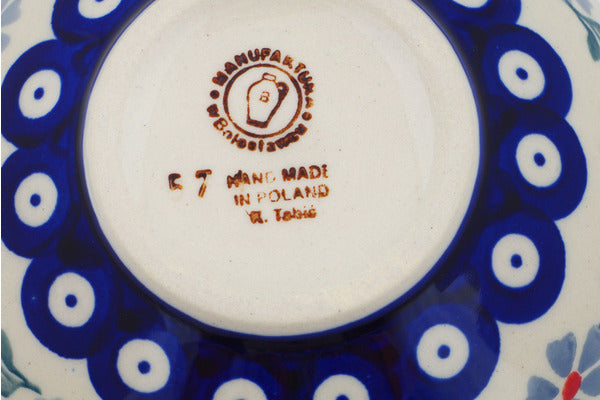 MANUFAKTURA
W Bolesławcu
B
HAND MADE
IN POLAND